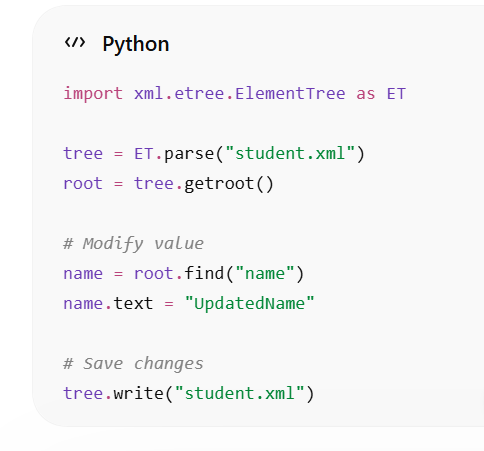 </> Python
import xml.etree.ElementTree as ET
tree = ET.parse("student.xml")
root = tree.getroot()
# Modify value
name = root.find("name")
name.text = "UpdatedName"
# Save changes
tree.write("student.xml")